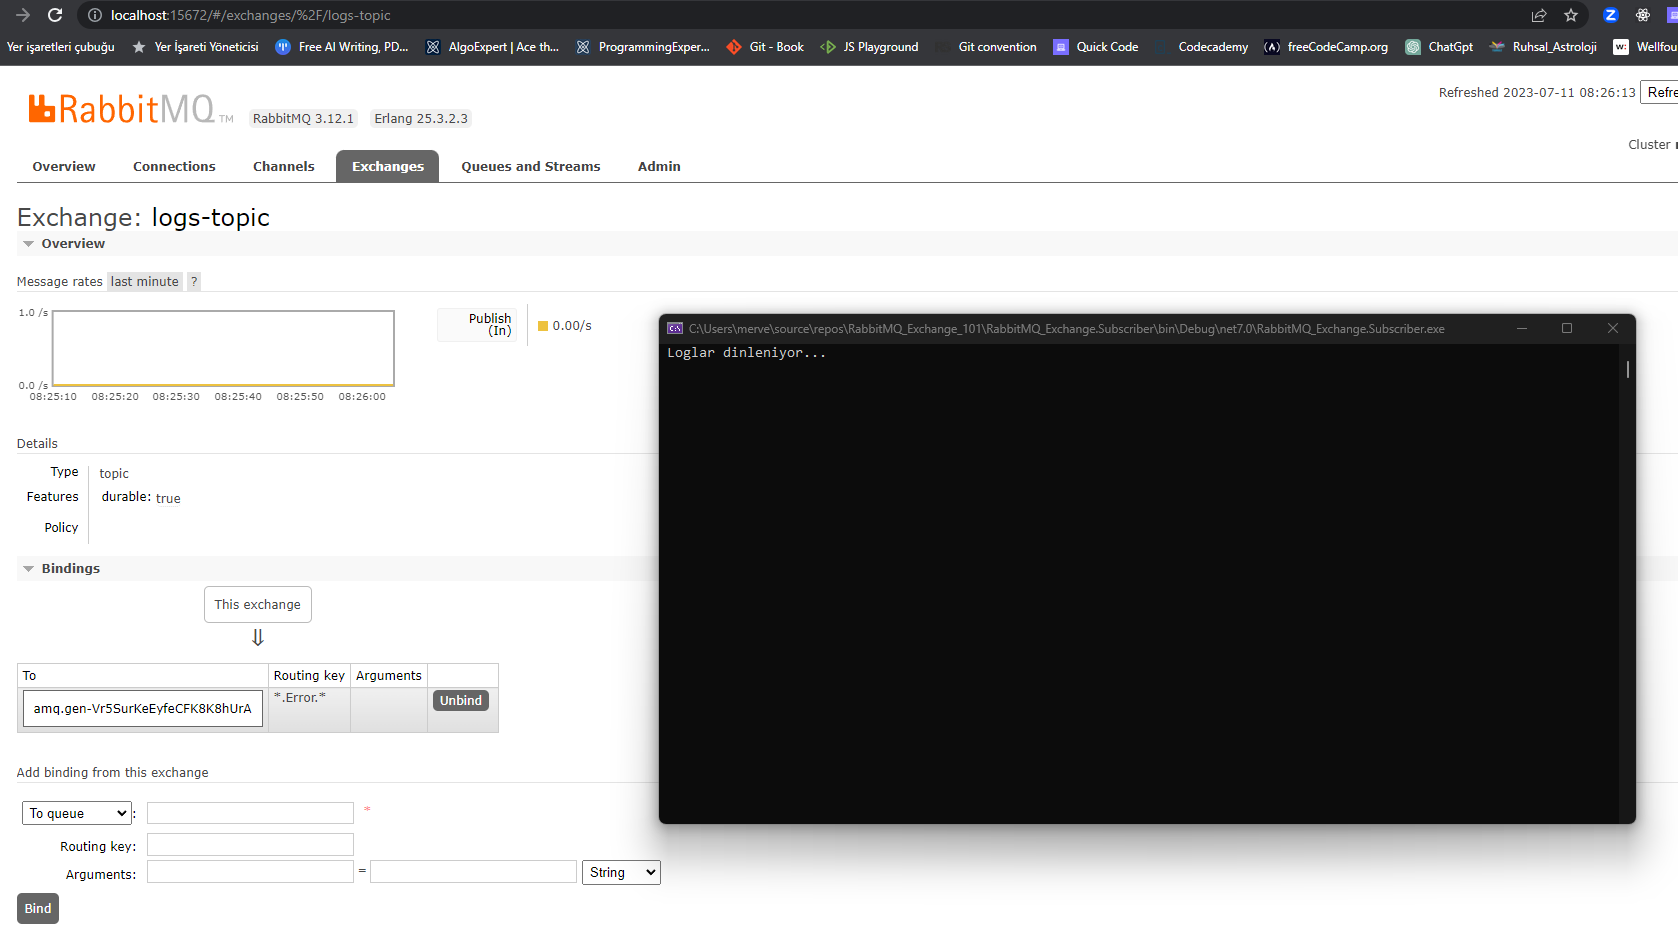 localhost:15672/#/exchanges/%2F/logs-topic
Yer işaretleri çubuğu Yer İşareti Yöneticisi Free AI Writing, PD... AlgoExpert | Ace th... ProgrammingExper... Git - Book JS Playground Git convention Quick Code Codecademy freeCodeCamp.org ChatGpt Ruhsal_Astroloji Wellfou
RabbitMQ TM RabbitMQ 3.12.1 Erlang 25.3.2.3
Refreshed 2023-07-11 08:26:13 Refre
Cluster
Overview Connections Channels Exchanges Queues and Streams Admin
Exchange: logs-topic
Overview
Message rates last minute ?
1.0 /s
0.0 /s
08:25:10 08:25:20 08:25:30 08:25:40 08:25:50 08:26:00
Publish
(In)
0.00/s
C:\Users\merve\source\repos\RabbitMQ_Exchange_101\RabbitMQ_Exchange.Subscriber\bin\Debug\net7.0\RabbitMQ_Exchange.Subscriber.exe
Loglar dinleniyor...
Details
Type topic
Features durable: true
Policy
Bindings
This exchange
⇓
To Routing key Arguments
amq.gen-Vr5SurKeEyfeCFK8K8hUrA *.Error.* Unbind
Add binding from this exchange
To queue : *
Routing key:
Arguments: = String
Bind